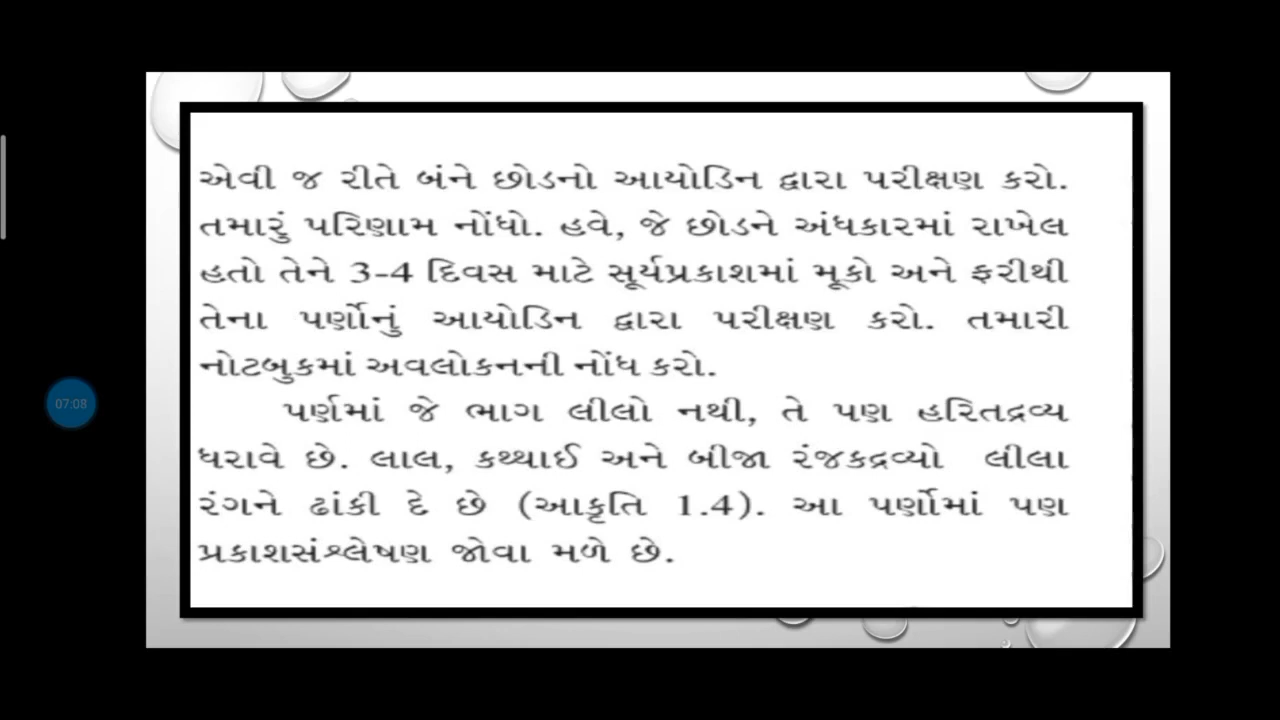 એવી જ રીતે બંને છોડનો આયોડિન દ્વારા પરીક્ષણ કરો.
તમારું પરિણામ નોંધો. હવે, જે છોડને અંધકારમાં રાખેલ
હતો તેને 3-4 દિવસ માટે સૂર્યપ્રકાશમાં મૂકો અને ફરીથી
તેના પર્ણોનું આયોડિન દ્વારા પરીક્ષણ કરો. તમારી
નોટબુકમાં અવલોકનની નોંધ કરો.
પર્ણમાં જે ભાગ લીલો નથી, તે પણ હરિતદ્રવ્ય
ધરાવે છે. લાલ, કથ્થાઈ અને બીજા રંજકદ્રવ્યો લીલા
રંગને ઢાંકી દે છે (આકૃતિ 1.4). આ પર્ણોમાં પણ
પ્રકાશસંશ્લેષણ જોવા મળે છે.
07:08